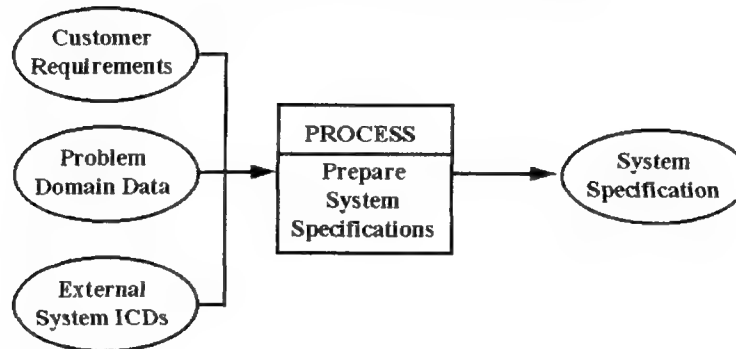 Customer
Requirements
Problem
Domain Data
External
System ICDs
PROCESS
Prepare
System
Specifications
System
Specification